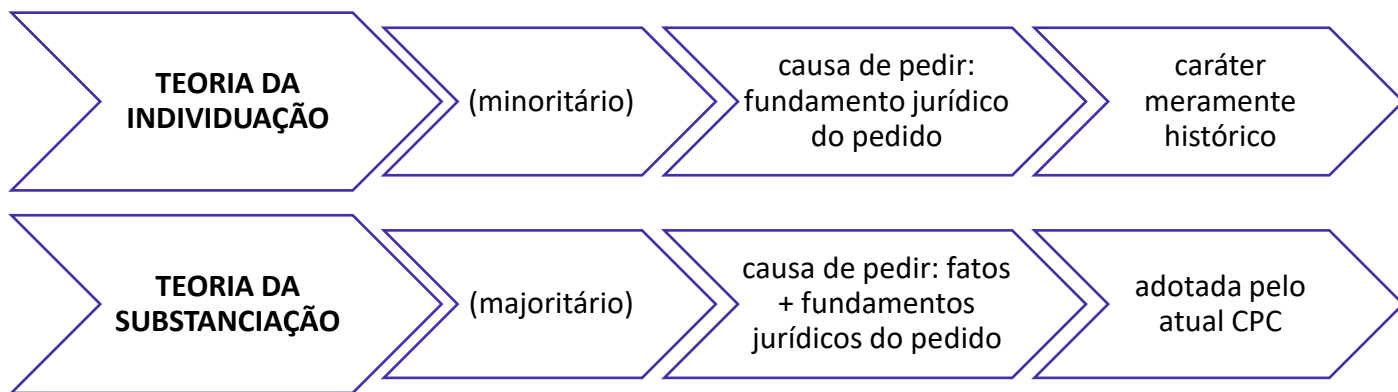 TEORIA DA
INDIVIDUAÇÃO
(minoritário)
causa de pedir:
fundamento jurídico
do pedido
caráter
meramente
histórico
TEORIA DA
SUBSTANCIAÇÃO
(majoritário)
causa de pedir: fatos
+ fundamentos
jurídicos do pedido
adotada pelo
atual CPC